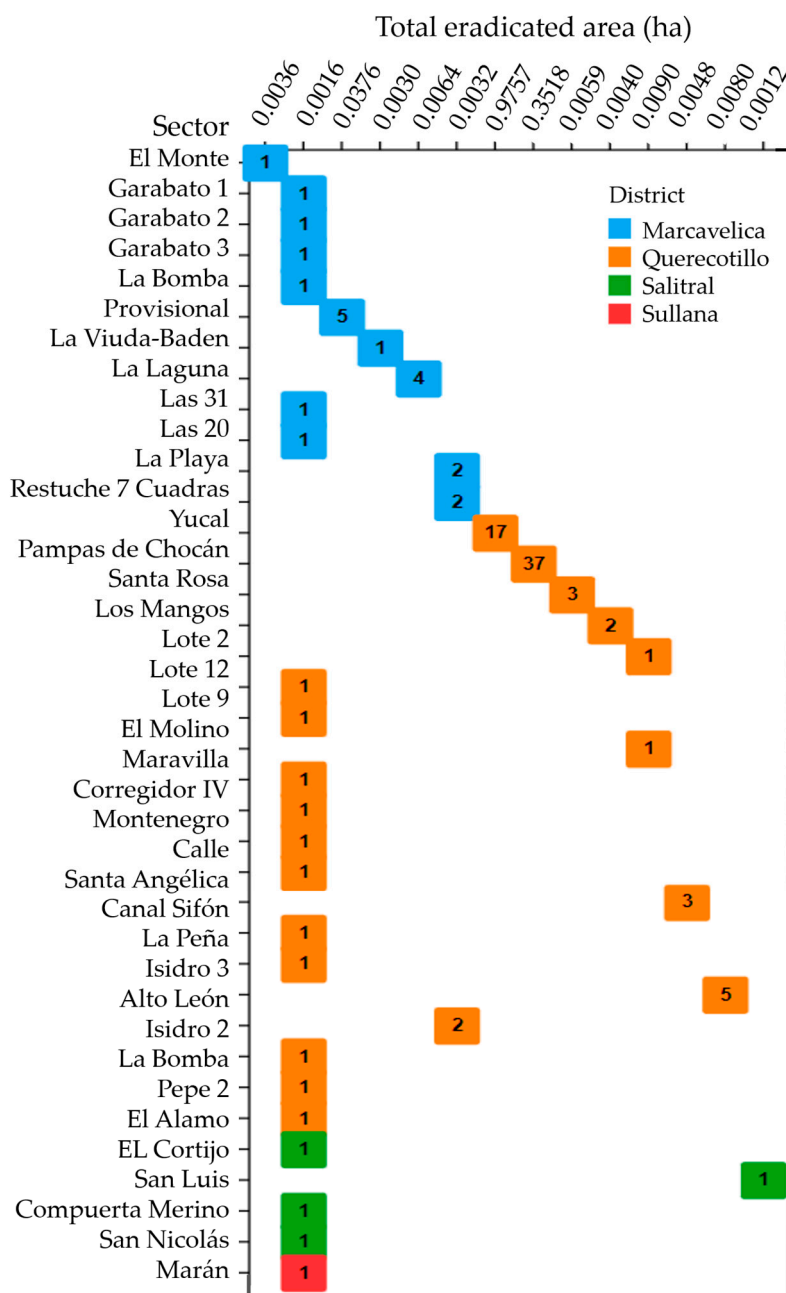 Total eradicated area (ha)
0.0036 0.0016 0.0376 0.0030 0.0064 0.0032 0.9757 0.3518 0.0059 0.0040 0.0090 0.0048 0.0080 0.0012
Sector
El Monte 1
Garabato 1 1
Garabato 2 1
Garabato 3 1
La Bomba 1
Provisional 5
La Viuda-Baden 1
La Laguna 4
Las 31 1
Las 20 1
La Playa 2
Restuche 7 Cuadras 2
Yucal 17
Pampas de Chocán 37
Santa Rosa 3
Los Mangos 2
Lote 2 1
Lote 12 1
Lote 9 1
El Molino 1
Maravilla 1
Corregidor IV 1
Montenegro 1
Calle 1
Santa Angélica 3
Canal Sifón 1
La Peña 1
Isidro 3 5
Alto León 2
Isidro 2 1
La Bomba 1
Pepe 2 1
El Alamo 1
EL Cortijo 1
San Luis 1
Compuerta Merino 1
San Nicolás 1
Marán 1
District
Marcavelica
Querecotillo
Salitral
Sullana